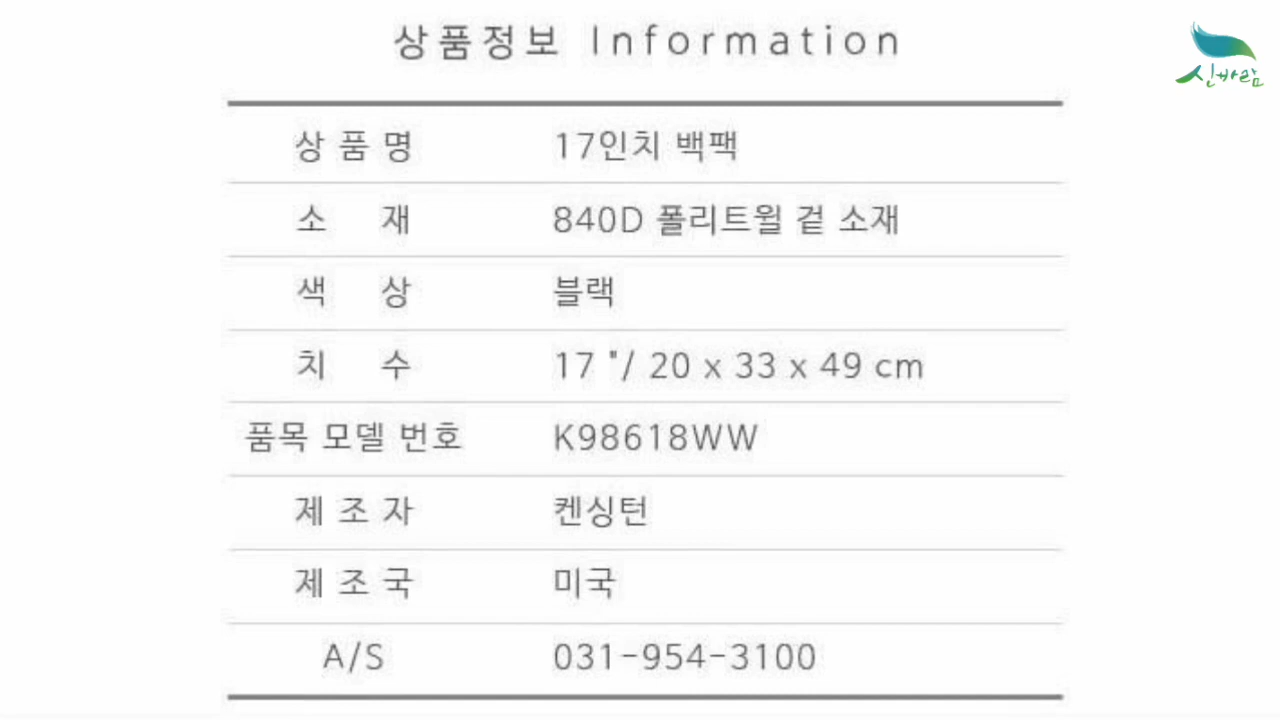 상품정보 Information
신바람
상품명 17인치 백팩
소재 840D 폴리트윌 겉 소재
색상 블랙
치수 17 "/ 20 x 33 x 49 cm
품목 모델 번호 K98618WW
제조자 켄싱턴
제조국 미국
A/S 031-954-3100